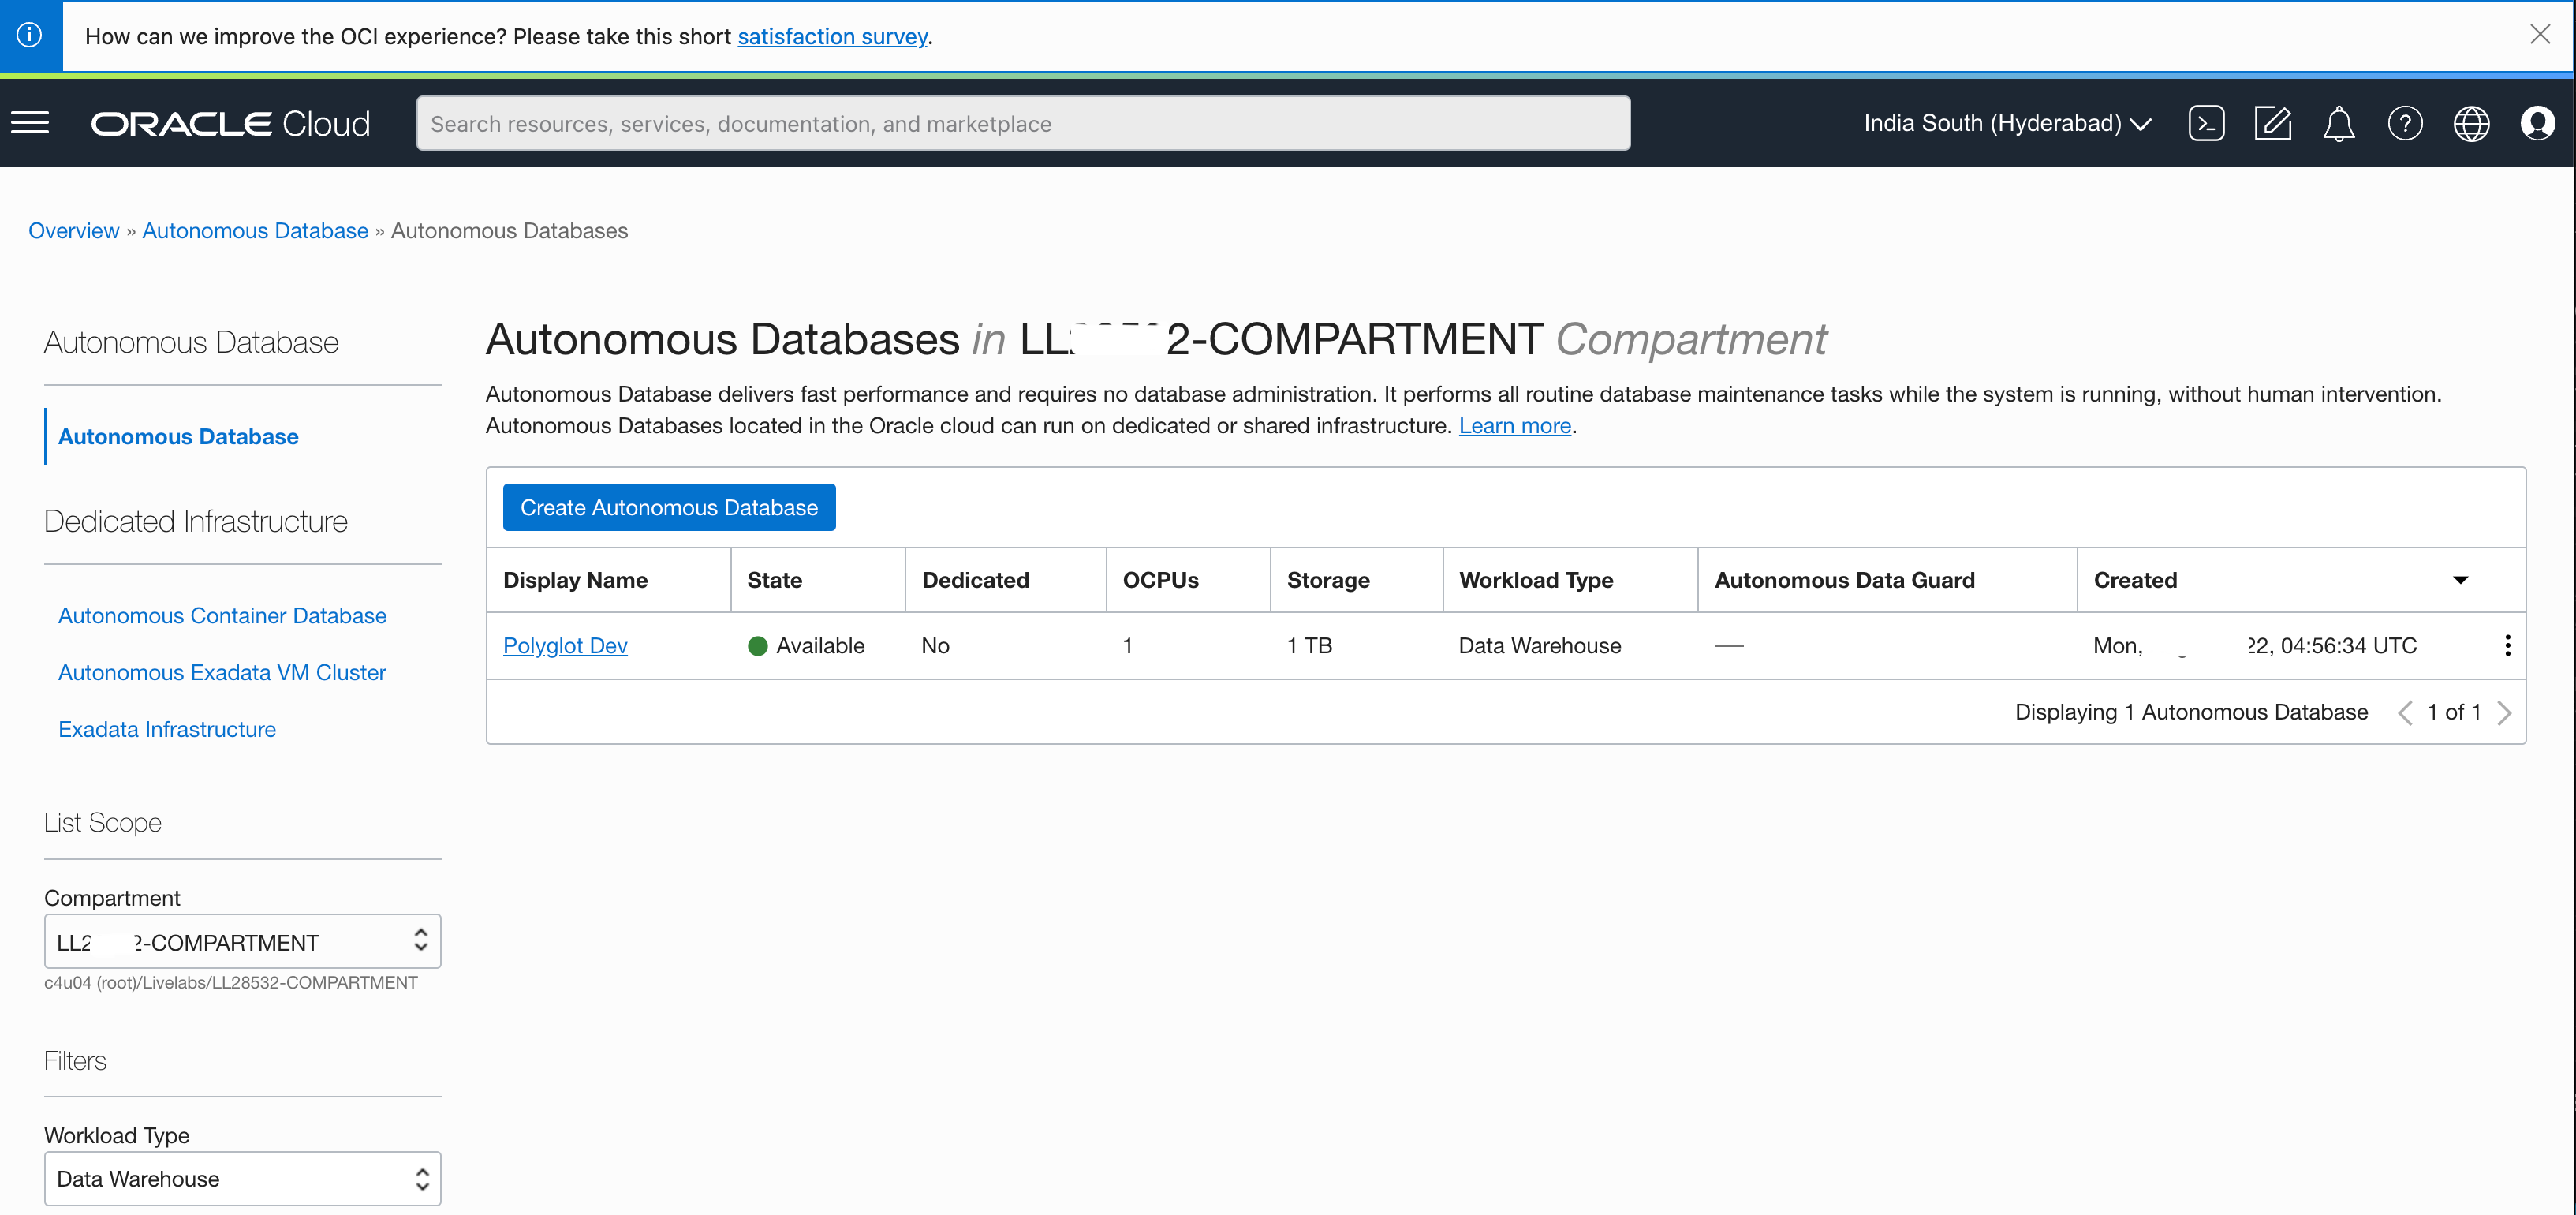 How can we improve the OCI experience? Please take this short satisfaction survey.
ORACLE Cloud
Search resources, services, documentation, and marketplace
India South (Hyderabad)
Overview » Autonomous Database » Autonomous Databases
Autonomous Database
Autonomous Database
Dedicated Infrastructure
Autonomous Container Database
Autonomous Exadata VM Cluster
Exadata Infrastructure
List Scope
Compartment
LL2 2-COMPARTMENT
c4u04 (root)/Livelabs/LL28532-COMPARTMENT
Filters
Workload Type
Data Warehouse
Autonomous Databases in LL 2-COMPARTMENT Compartment
Autonomous Database delivers fast performance and requires no database administration. It performs all routine database maintenance tasks while the system is running, without human intervention.
Autonomous Databases located in the Oracle cloud can run on dedicated or shared infrastructure. Learn more.
Create Autonomous Database
Display Name State Dedicated OCPUs Storage Workload Type Autonomous Data Guard Created
Polyglot Dev Available No 1 1 TB Data Warehouse — Mon, 22, 04:56:34 UTC
Displaying 1 Autonomous Database 1 of 1